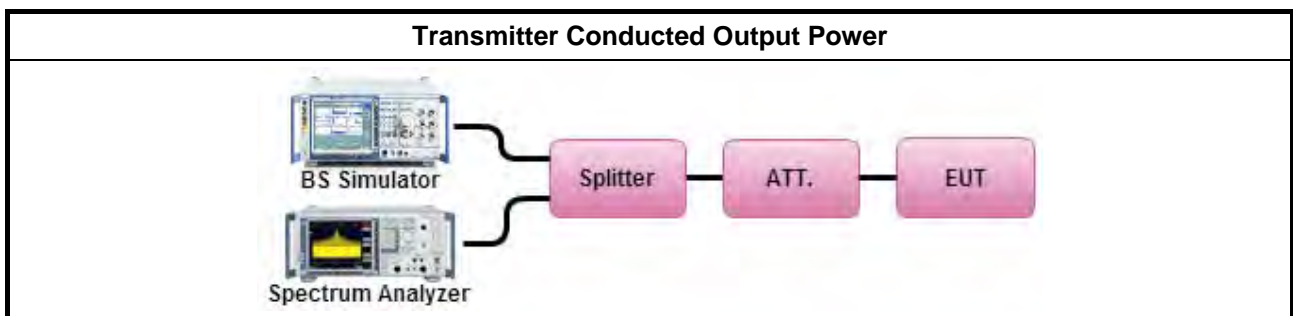 Transmitter Conducted Output Power
BS Simulator
Splitter
ATT.
EUT
Spectrum Analyzer